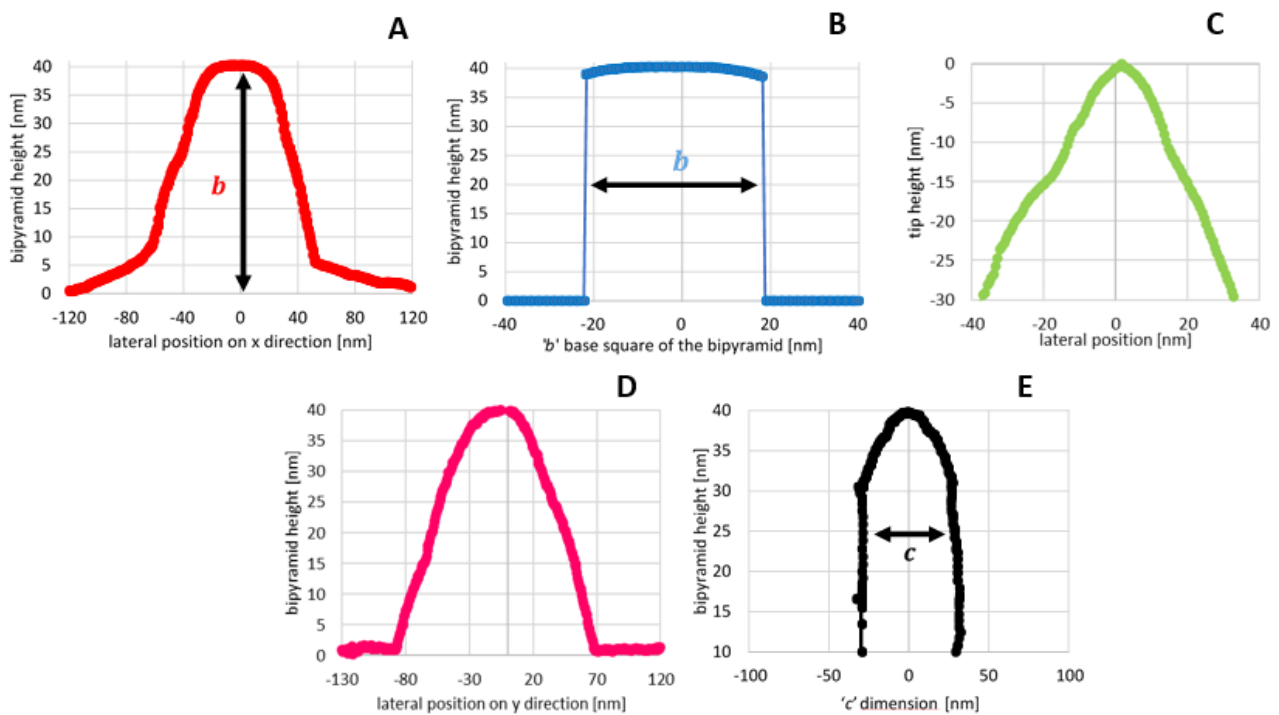 A
bipyramid height [nm]
40
35
30
25
20
15
10
5
0
b
-120 -80 -40 0 40 80 120
lateral position on x direction [nm]
B
bipyramid height [nm]
40
35
30
25
20
15
10
5
0
b
-40 -20 0 20 40
'b' base square of the bipyramid [nm]
C
tip height [nm]
0
-5
-10
-15
-20
-25
-30
-40 -20 0 20 40
lateral position [nm]
D
bipyramid height [nm]
40
35
30
25
20
15
10
5
0
-130 -80 -30 20 70 120
lateral position on y direction [nm]
E
bipyramid height [nm]
40
35
30
25
20
15
10
c
-100 -50 0 50 100
'c' dimension [nm]